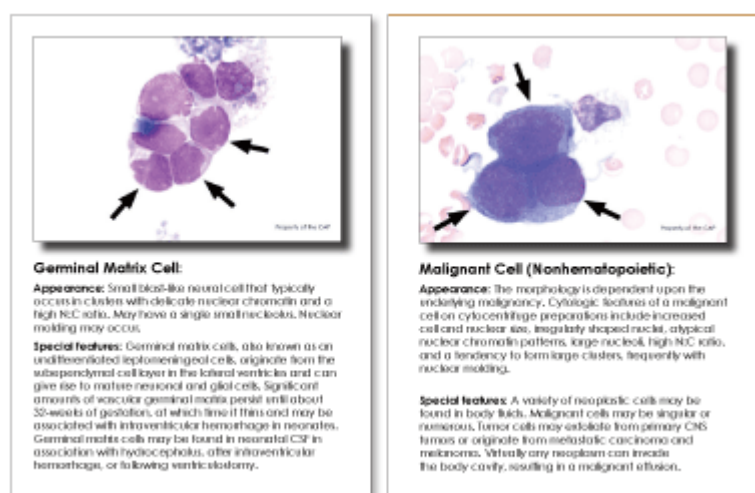 Property of the CAP
Germinal Matrix Cell:
Appearance: Small blast-like neural cell that typically
occurs in clusters with delicate nuclear chromatin and a
high N:C ratio. May have a single small nucleolus. Nuclear
molding may occur.
Special features: Germinal matrix cells, also known as an
undifferentiated leptomeningeal cells, originate from the
subependymal cell layer in the lateral ventricles and can
give rise to mature neuronal and glial cells. Significant
amounts of vascular germinal matrix persist until about
32-weeks of gestation, at which time it thins and may be
associated with intraventricular hemorrhage in neonates.
Germinal matrix cells may be found in neonatal CSF in
association with hydrocephalus, after intraventricular
hemorrhage, or following ventriculostomy.
Property of the CAP
Malignant Cell (Nonhematopoietic):
Appearance: The morphology is dependent upon the
underlying malignancy. Cytologic features of a malignant
cell on cytocentrifuge preparations include increased
cell and nuclear size, irregularly shaped nuclei, atypical
nuclear chromatin patterns, large nucleoli, high N:C ratio,
and a tendency to form large clusters, frequently with
nuclear molding.
Special features: A variety of neoplastic cells may be
found in body fluids. Malignant cells may be singular or
numerous. Tumor cells may exfoliate from primary CNS
tumors or originate from metastatic carcinoma and
melanoma. Virtually any neoplasm can invade
the body cavity, resulting in a malignant effusion.